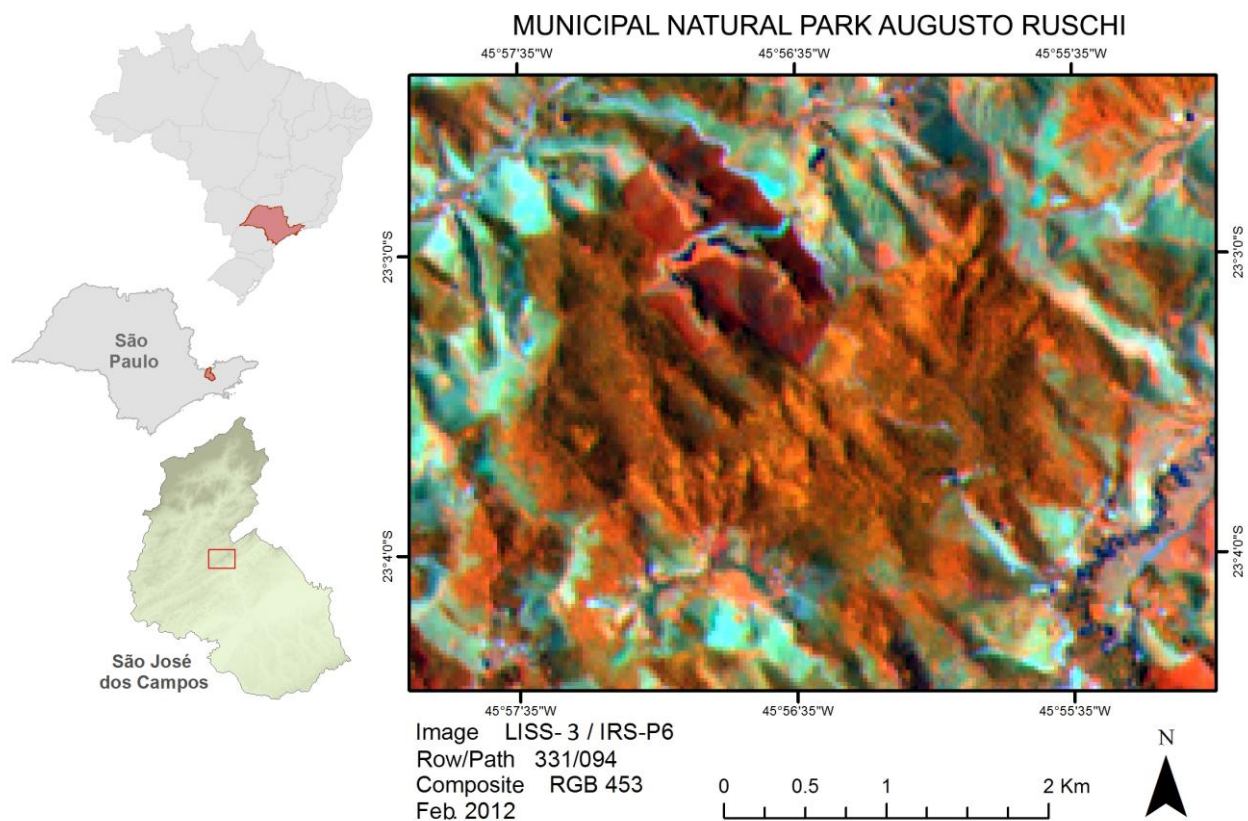 MUNICIPAL NATURAL PARK AUGUSTO RUSCHI
45°57'35"W 45°56'35"W 45°55'35"W
São
Paulo
São José
dos Campos
23°3'0"S 23°3'0"S
23°4'0"S 23°4'0"S
45°57'35"W 45°56'35"W 45°55'35"W
Image LISS-3 / IRS-P6
Row/Path 331/094
Composite RGB 453
Feb. 2012
0 0.5 1 2 Km
N